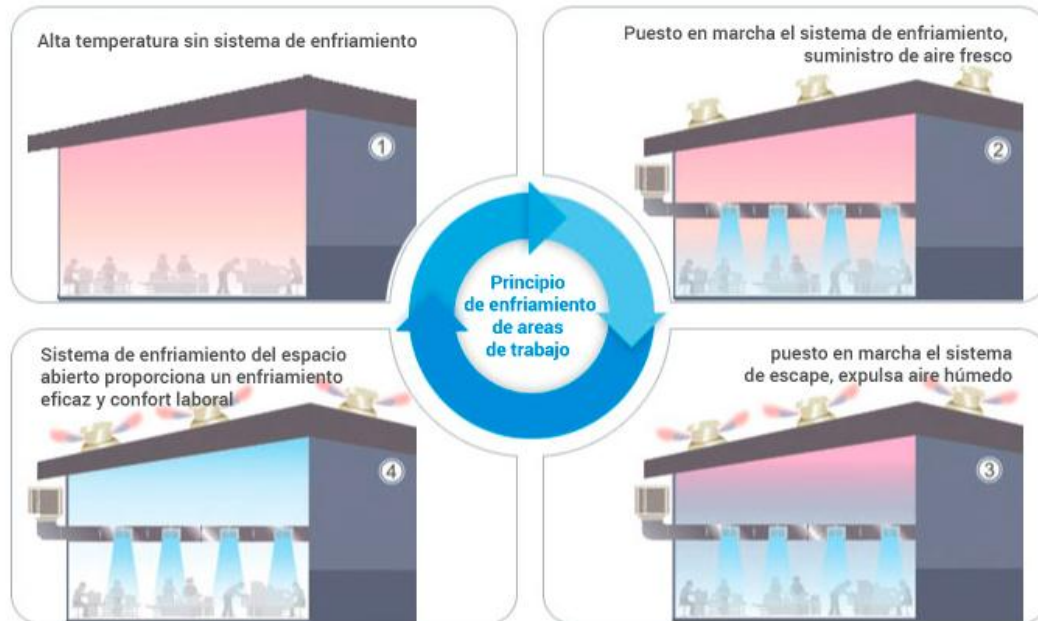 Alta temperatura sin sistema de enfriamiento
1
Puesto en marcha el sistema de enfriamiento,
suministro de aire fresco
2
Principio
de enfriamiento
de areas
de trabajo
Sistema de enfriamiento del espacio
abierto proporciona un enfriamiento
eficaz y confort laboral
4
puesto en marcha el sistema
de escape, expulsa aire húmedo
3